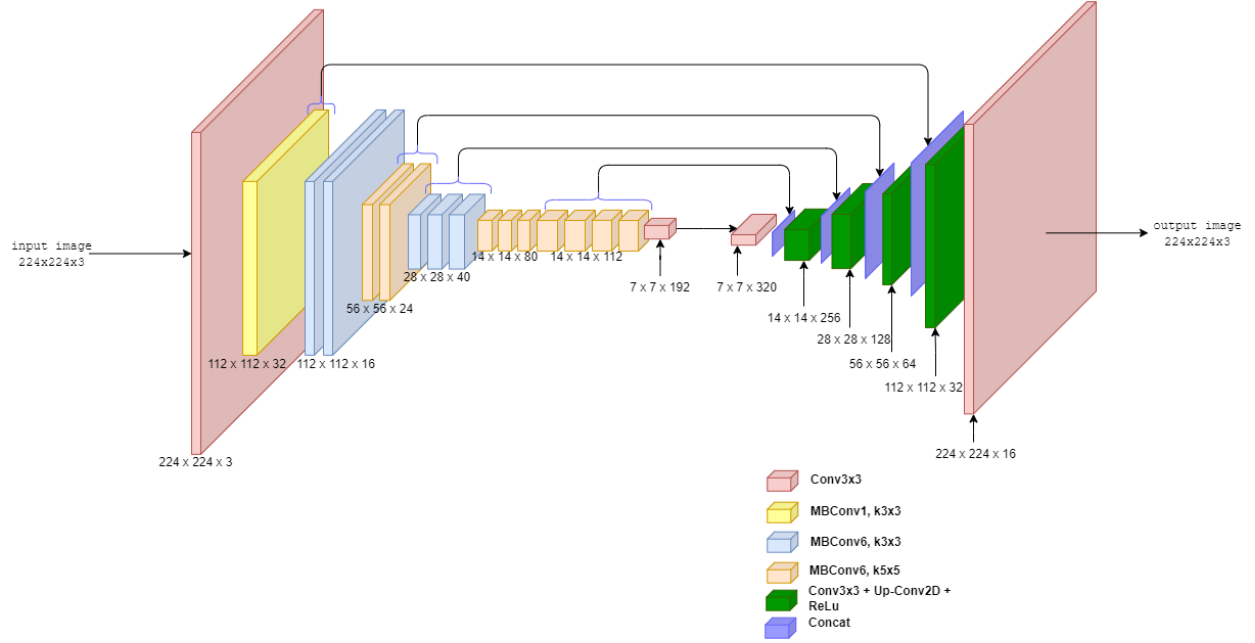 input image
224x224x3
224 x 224 x 3
112 x 112 x 32
112 x 112 x 16
56 x 56 x 24
28 x 28 x 40
14 x 14 x 80
14 x 14 x 112
7 x 7 x 192
7 x 7 x 320
14 x 14 x 256
28 x 28 x 128
56 x 56 x 64
112 x 112 x 32
224 x 224 x 16
output image
224x224x3
Conv3x3
MBConv1, k3x3
MBConv6, k3x3
MBConv6, k5x5
Conv3x3 + Up-Conv2D +
ReLu
Concat